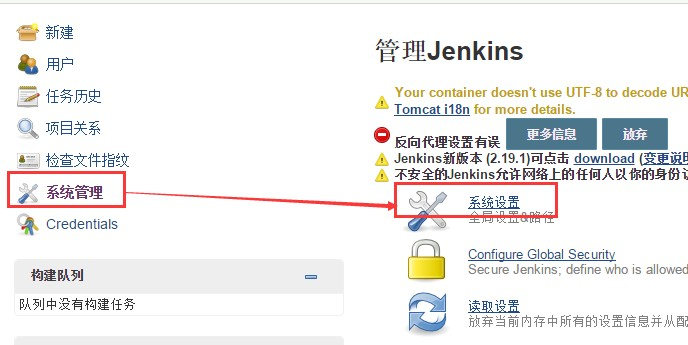 新建
用户
任务历史
项目关系
检查文件指纹
系统管理
Credentials
构建队列
队列中没有构建任务
管理Jenkins
Your container doesn't use UTF-8 to decode UR
Tomcat i18n for more details.
反向代理设置有误 更多信息 放弃
Jenkins新版本 (2.19.1)可点击 download (变更说明
不安全的Jenkins允许网络上的任何人以你的身份
系统设置
全局设置&路径
Configure Global Security
Secure Jenkins; define who is allowed
读取设置
放弃当前内存中所有的设置信息并从配